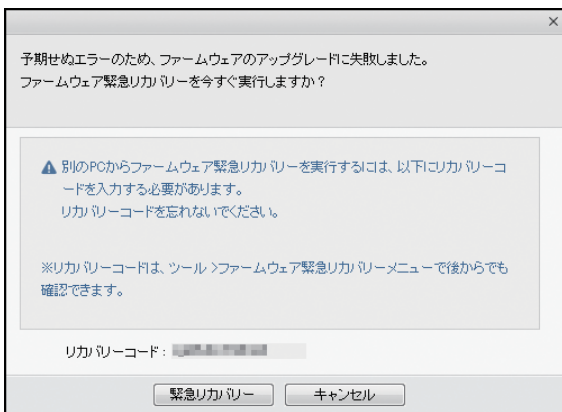 予期せぬエラーのため、ファームウェアのアップグレードに失敗しました。
ファームウェア緊急リカバリーを今すぐ実行しますか？
別のPCからファームウェア緊急リカバリーを実行するには、以下にリカバリーコ
ードを入力する必要があります。
リカバリーコードを忘れないでください。
※リカバリーコードは、ツール >ファームウェア緊急リカバリーメニューで後からでも
確認できます。
リカバリーコード :
緊急リカバリー
キャンセル